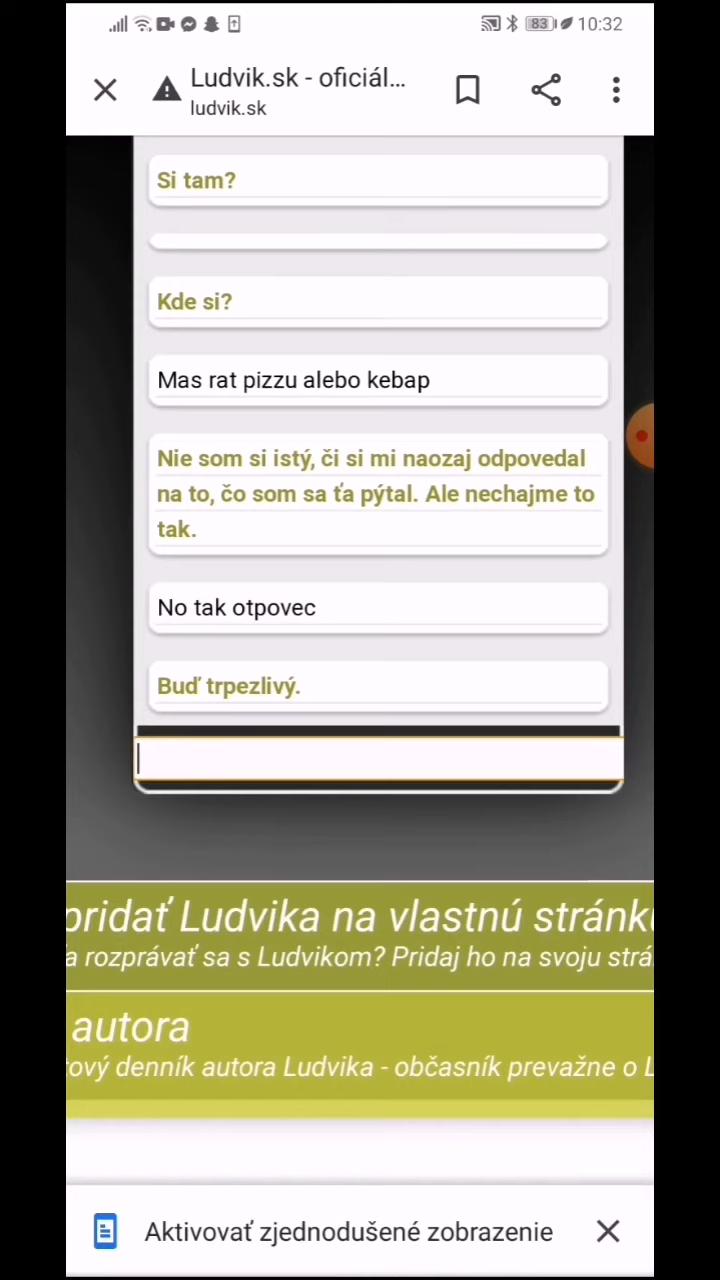 83 10:32
Ludvik.sk - oficiál...
ludvik.sk
Si tam?
Kde si?
Mas rat pizzu alebo kebap
Nie som si istý, či si mi naozaj odpovedal
na to, čo som sa ťa pýtal. Ale nechajme to
tak.
No tak otpovec
Buď trpezlivý.
pridať Ludvika na vlastnú stránku
a rozprávať sa s Ludvikom? Pridaj ho na svoju strá
autora
tový denník autora Ludvika - občasník prevažne o L
Aktivovať zjednodušené zobrazenie